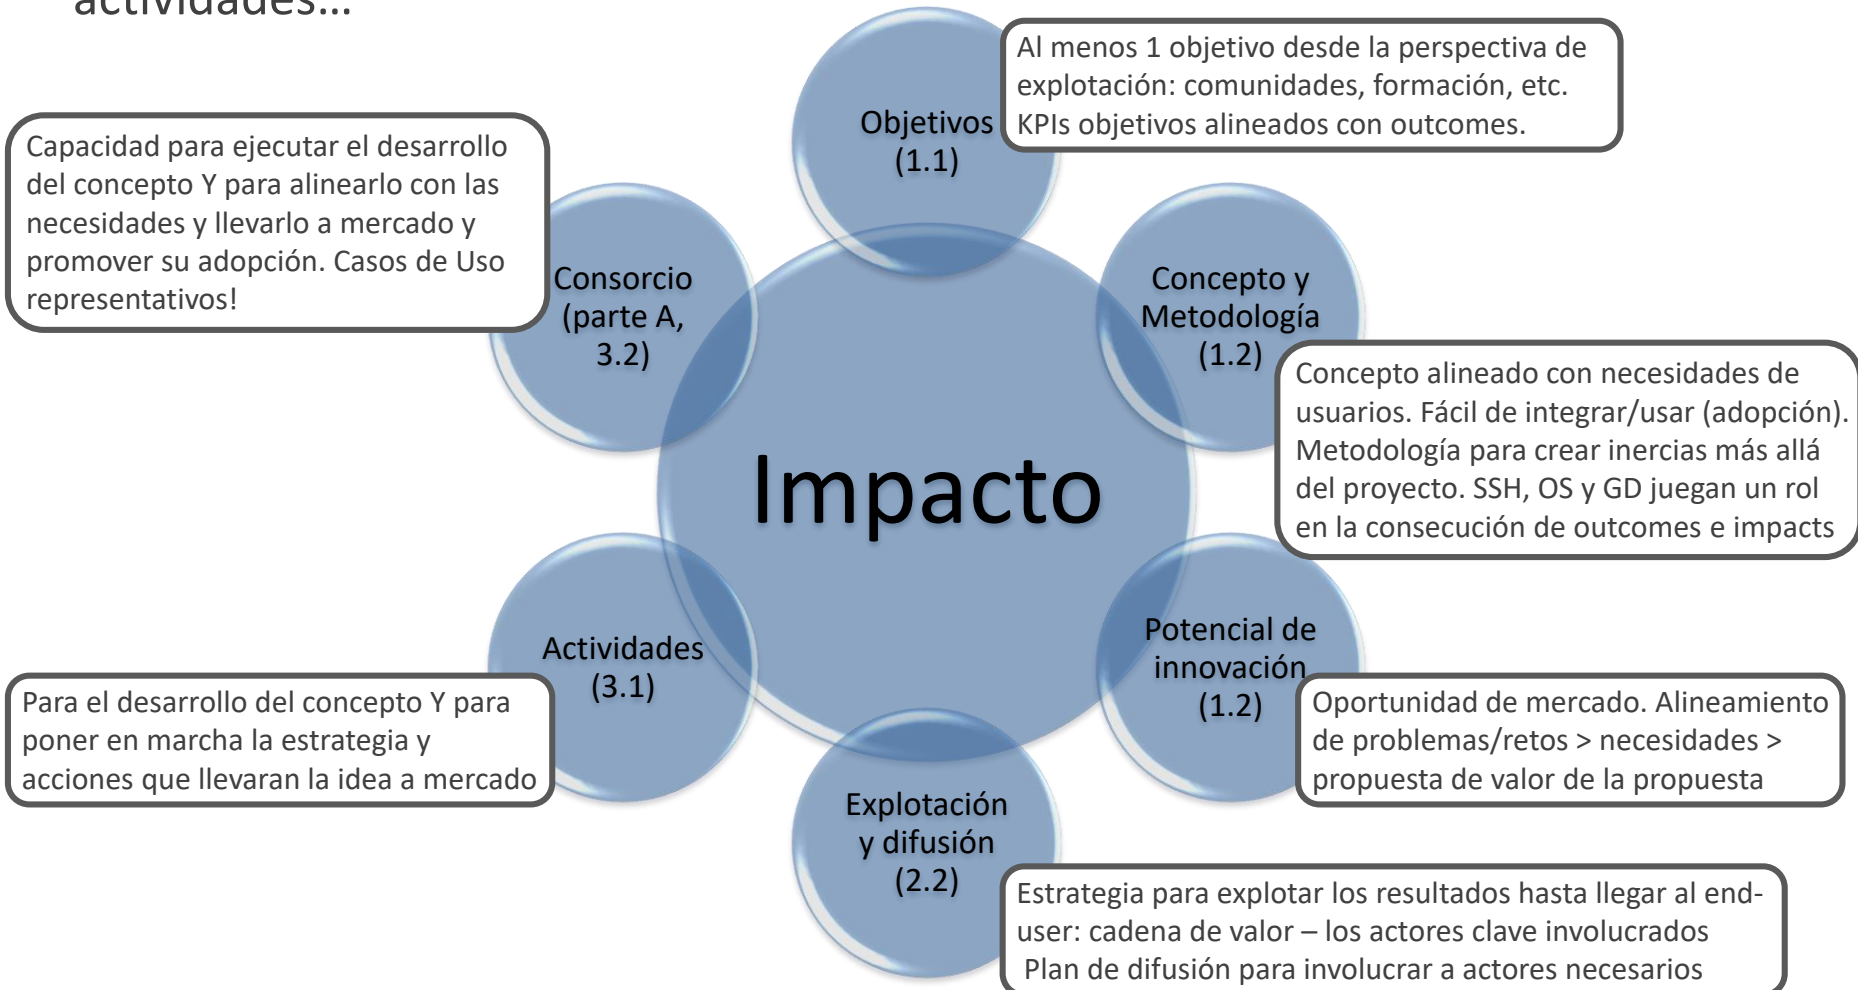 actividades...
Al menos 1 objetivo desde la perspectiva de
explotación: comunidades, formación, etc.
KPIs objetivos alineados con outcomes.
Objetivos
(1.1)
Capacidad para ejecutar el desarrollo
del concepto Y para alinearlo con las
necesidades y llevarlo a mercado y
promover su adopción. Casos de Uso
representativos!
Consorcio
(parte A,
3.2)
Concepto y
Metodología
(1.2)
Concepto alineado con necesidades de
usuarios. Fácil de integrar/usar (adopción).
Metodología para crear inercias más allá
del proyecto. SSH, OS y GD juegan un rol
en la consecución de outcomes e impacts
Impacto
Actividades
(3.1)
Para el desarrollo del concepto Y para
poner en marcha la estrategia y
acciones que llevaran la idea a mercado
Potencial de
innovación
(1.2)
Oportunidad de mercado. Alineamiento
de problemas/retos > necesidades >
propuesta de valor de la propuesta
Explotación
y difusión
(2.2)
Estrategia para explotar los resultados hasta llegar al end-
user: cadena de valor – los actores clave involucrados
Plan de difusión para involucrar a actores necesarios